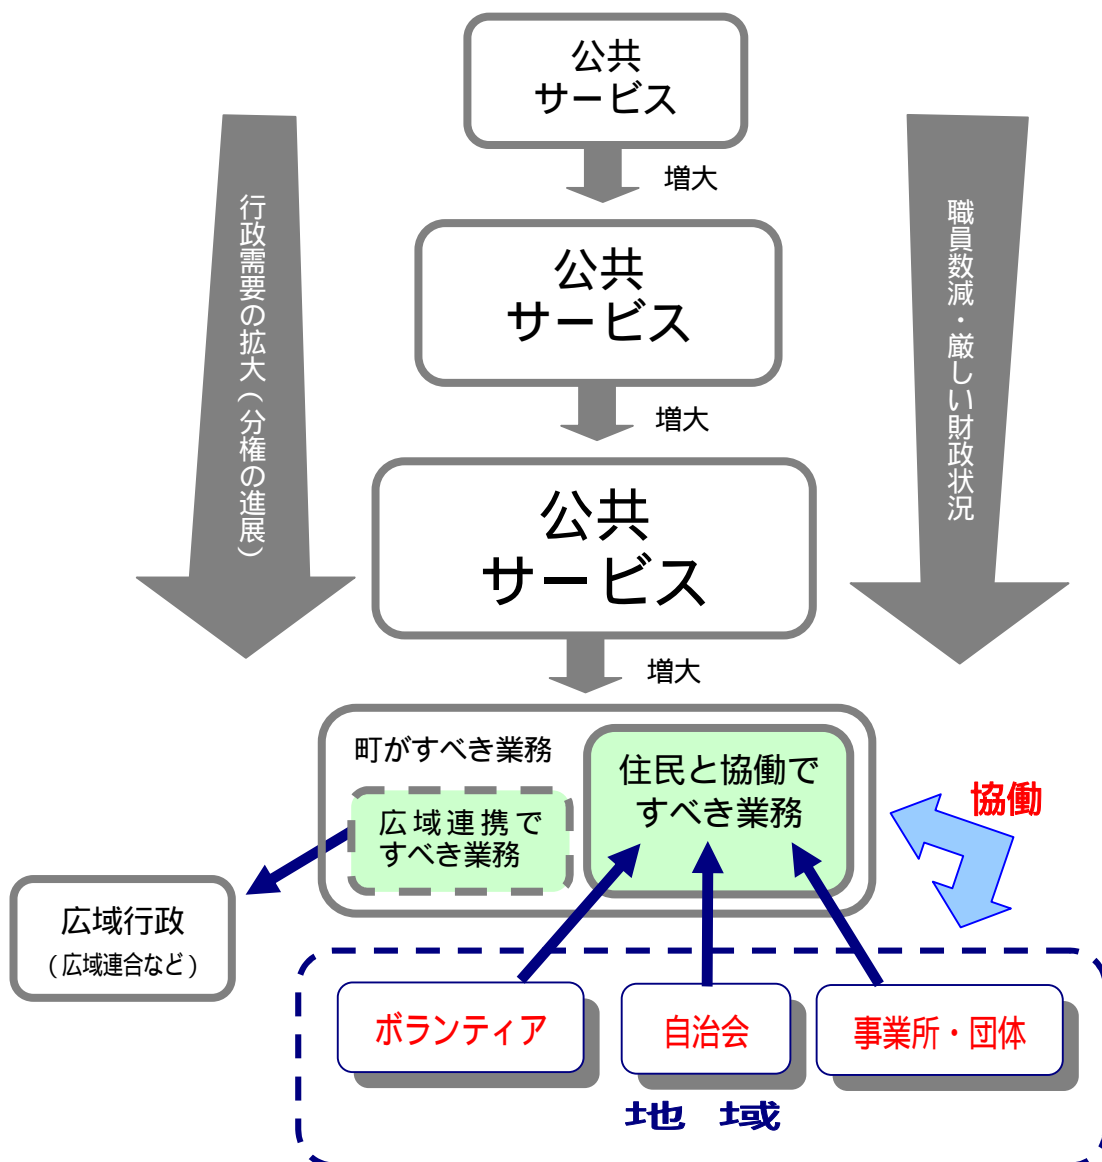 公共
サービス
増大
行政需要の拡大(分権の進展)
職員数減・厳しい財政状況
公共
サービス
増大
公共
サービス
増大
町がすべき業務
住民と協働で
すべき業務
広域連携で
すべき業務
協働
広域行政
(広域連合など)
ボランティア
自治会
事業所・団体
地 域